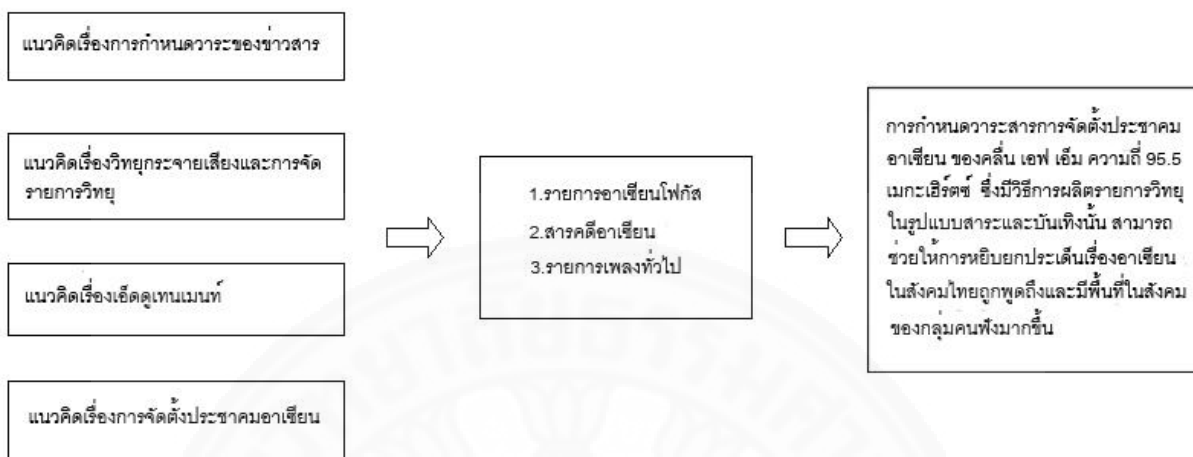 แนวคิดเรื่องการกำหนดวาระของข่าวสาร
แนวคิดเรื่องวิทยุกระจายเสียงและการจัด
รายการวิทยุ
แนวคิดเรื่องเอ็ดดูเทนเมนท์
แนวคิดเรื่องการจัดตั้งประชาคมอาเซียน
1.รายการอาเซียนโฟกัส
2.สารคดีอาเซียน
3.รายการเพลงทั่วไป
การกำหนดวาระสารการจัดตั้งประชาคม
อาเซียน ของคลื่น เอฟ เอ็ม ความถี่ 95.5
เมกะเฮิร์ตซ์ ซึ่งมีวิธีการผลิตรายการวิทยุ
ในรูปแบบสาระและบันเทิงนั้น สามารถ
ช่วยให้การหยิบยกประเด็นเรื่องอาเซียน
ในสังคมไทยถูกพูดถึงและมีพื้นที่ในสังคม
ของกลุ่มคนฟังมากขึ้น